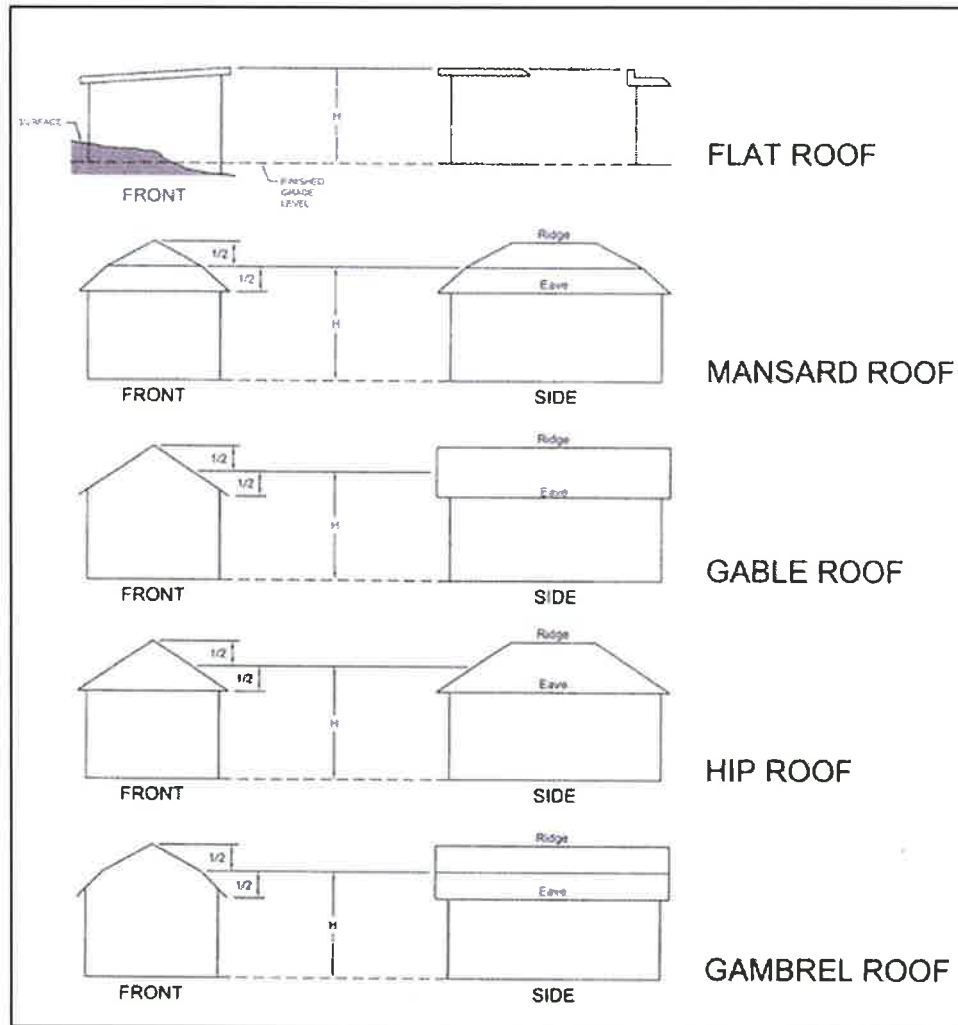 H
SURFACE
FLAT ROOF
FINISHED
GRADE
LEVEL
FRONT
Ridge
1/2
1/2
Eave
H
MANSARD ROOF
FRONT
SIDE
Ridge
1/2
1/2
Eave
H
GABLE ROOF
FRONT
SIDE
Ridge
1/2
1/2
Eave
H
HIP ROOF
FRONT
SIDE
Ridge
1/2
1/2
Eave
H
GAMBREL ROOF
FRONT
SIDE